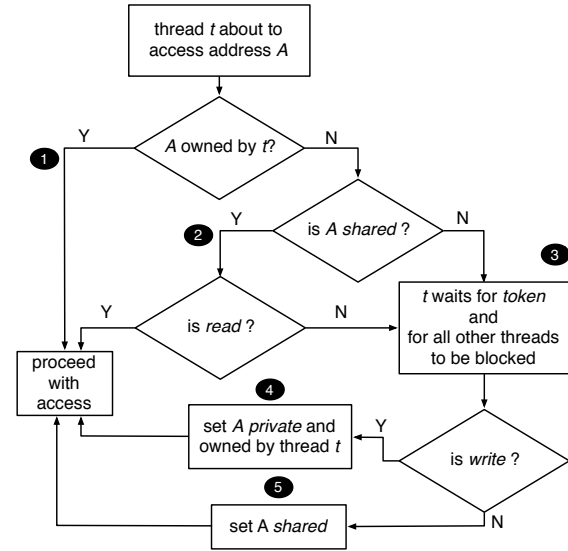 thread t about to
access address A
Y
N
1
A owned by t?
Y
N
2
is A shared ?
3
Y
N
is read ?
t waits for token
and
for all other threads
to be blocked
proceed
with
access
4
set A private and
owned by thread t
Y
is write ?
5
N
set A shared